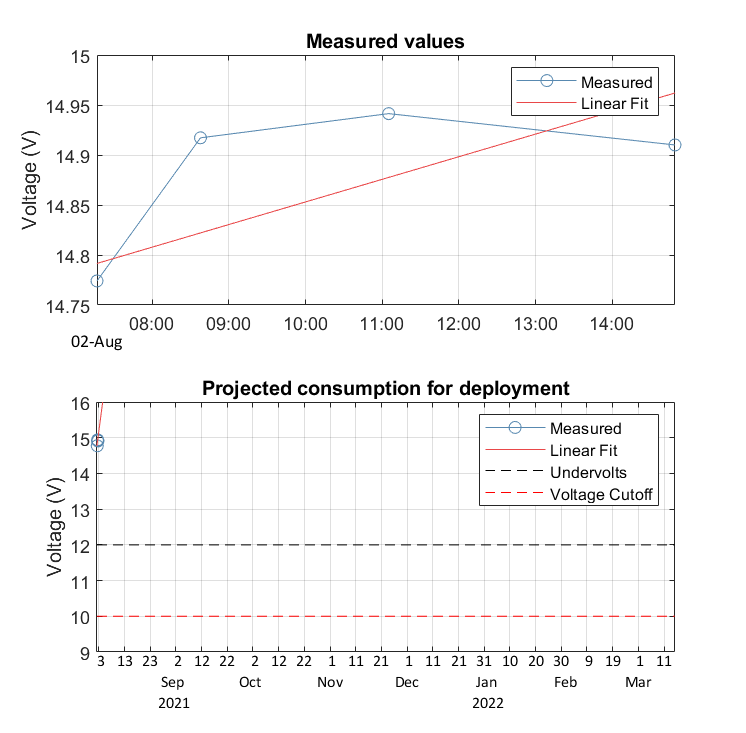 Measured values
15
14.95
14.9
14.85
14.8
14.75
Voltage (V)
Measured
Linear Fit
08:00 09:00 10:00 11:00 12:00 13:00 14:00
02-Aug
Projected consumption for deployment
16
15
14
13
12
11
10
9
Voltage (V)
Measured
Linear Fit
Undervolts
Voltage Cutoff
3 13 23 2 12 22 2 12 22 1 11 21 1 11 21 31 10 20 30 9 19 1 11
Sep Oct Nov Dec Jan Feb Mar
2021 2022